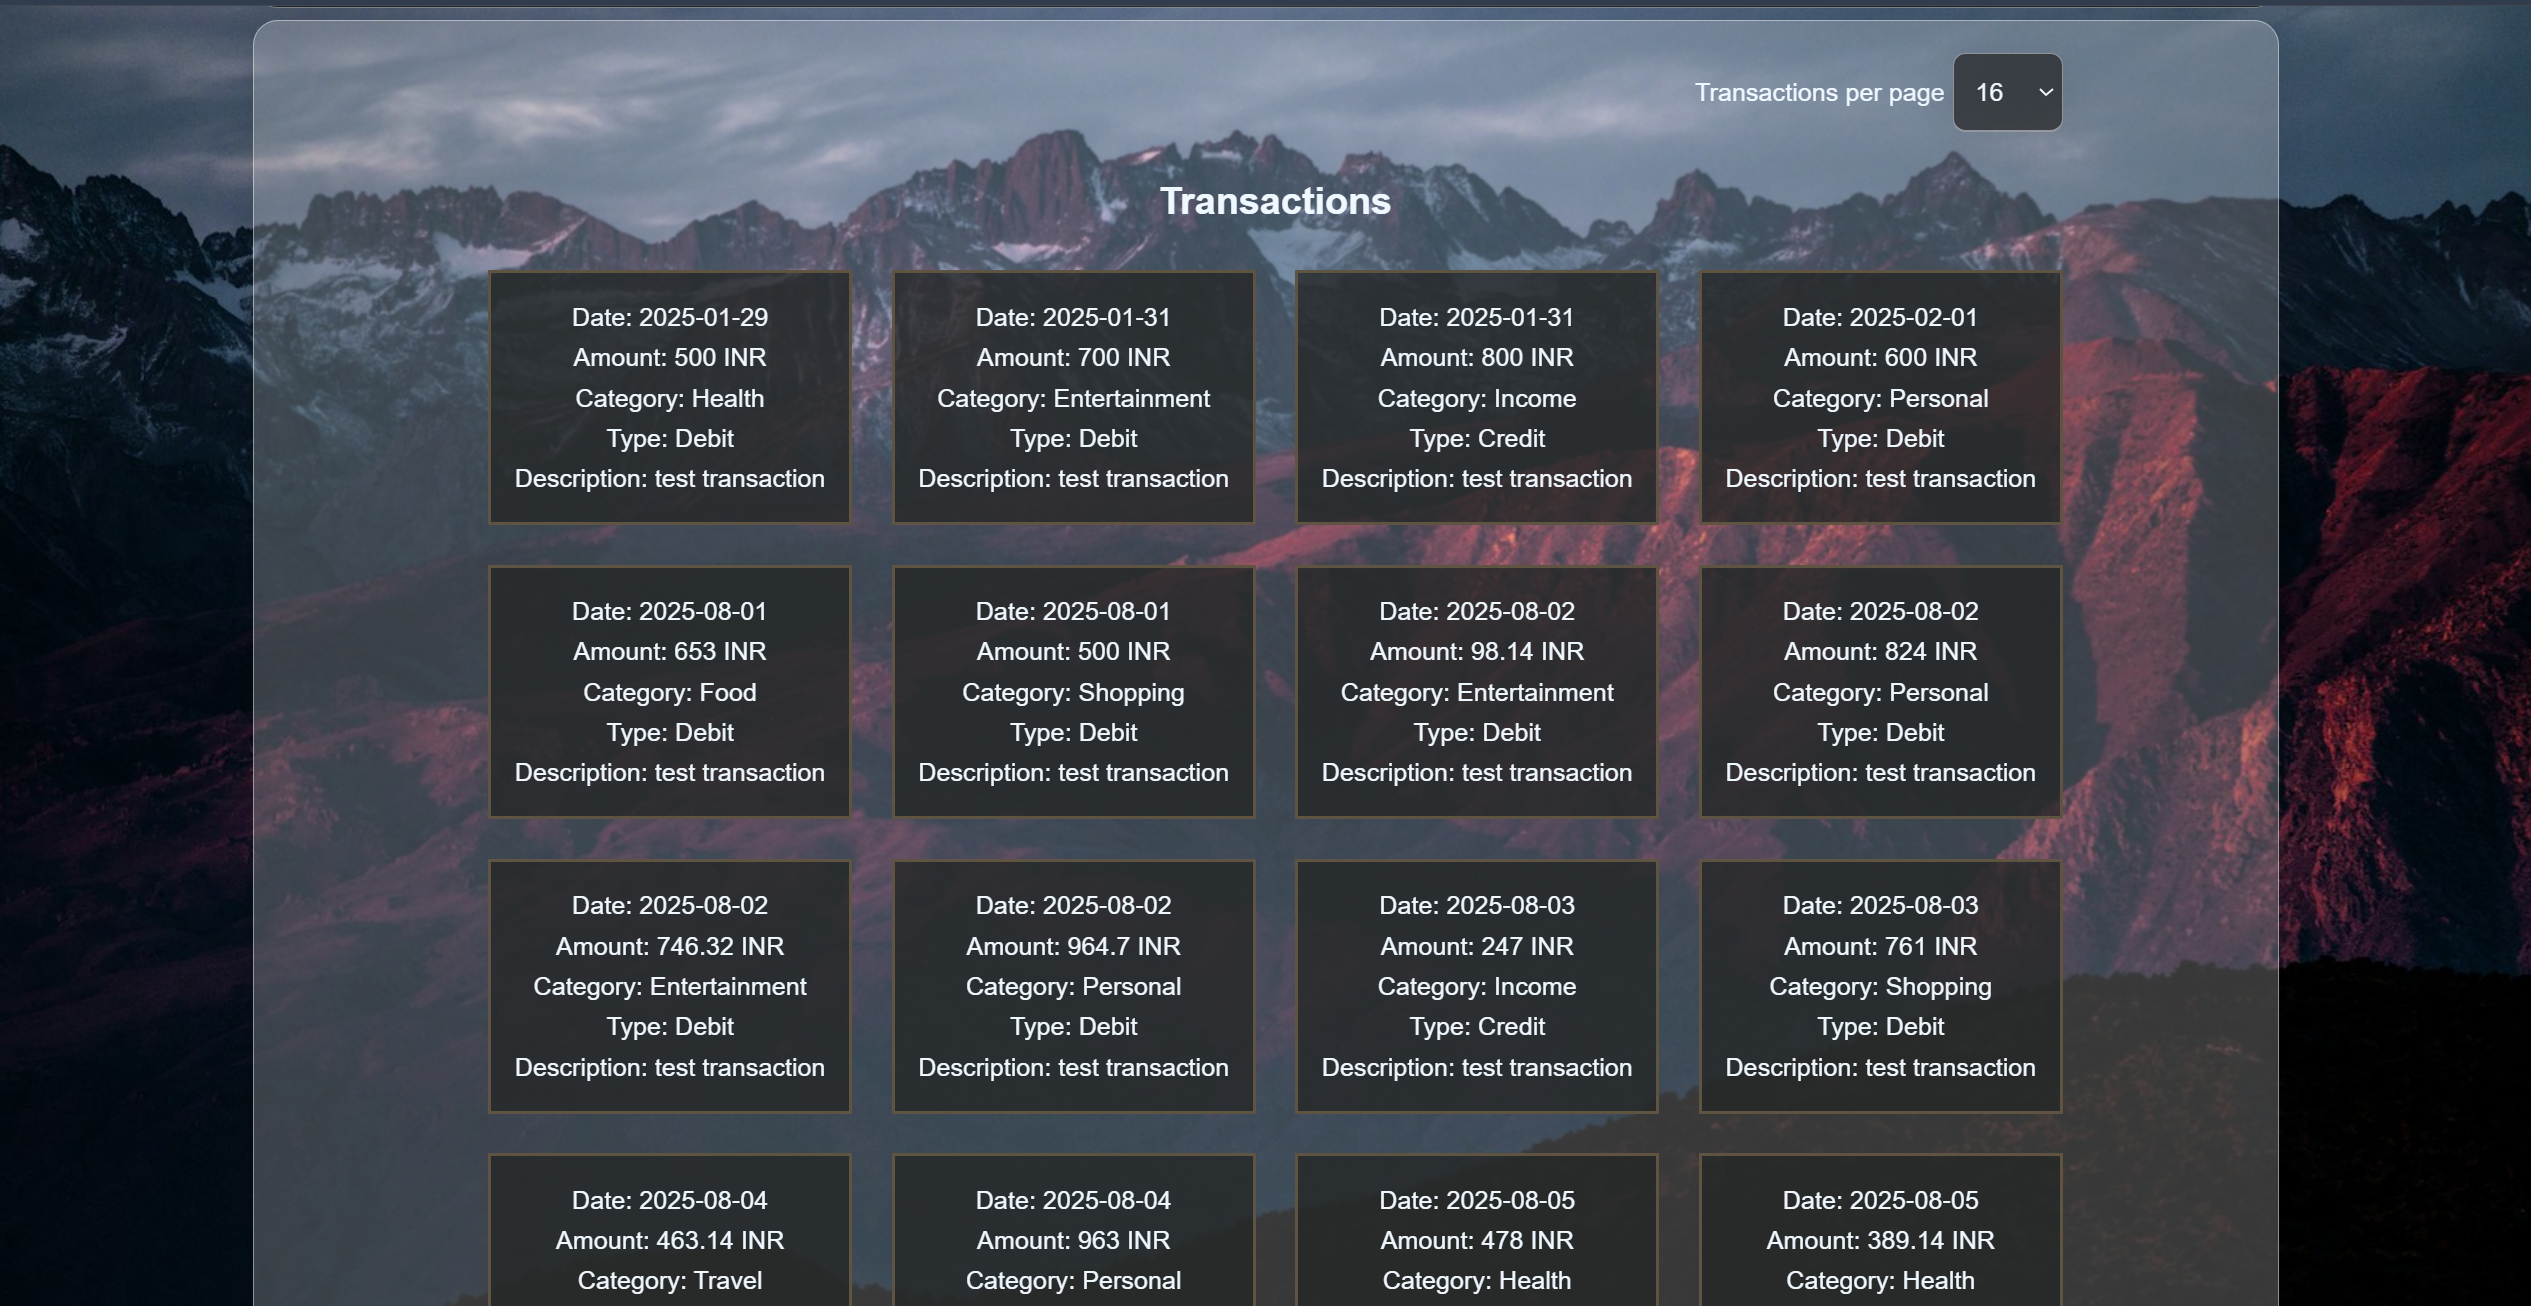 Transactions per page 16
Transactions
Date: 2025-01-29
Amount: 500 INR
Category: Health
Type: Debit
Description: test transaction
Date: 2025-01-31
Amount: 700 INR
Category: Entertainment
Type: Debit
Description: test transaction
Date: 2025-01-31
Amount: 800 INR
Category: Income
Type: Credit
Description: test transaction
Date: 2025-02-01
Amount: 600 INR
Category: Personal
Type: Debit
Description: test transaction
Date: 2025-08-01
Amount: 653 INR
Category: Food
Type: Debit
Description: test transaction
Date: 2025-08-01
Amount: 500 INR
Category: Shopping
Type: Debit
Description: test transaction
Date: 2025-08-02
Amount: 98.14 INR
Category: Entertainment
Type: Debit
Description: test transaction
Date: 2025-08-02
Amount: 824 INR
Category: Personal
Type: Debit
Description: test transaction
Date: 2025-08-02
Amount: 746.32 INR
Category: Entertainment
Type: Debit
Description: test transaction
Date: 2025-08-02
Amount: 964.7 INR
Category: Personal
Type: Debit
Description: test transaction
Date: 2025-08-03
Amount: 247 INR
Category: Income
Type: Credit
Description: test transaction
Date: 2025-08-03
Amount: 761 INR
Category: Shopping
Type: Debit
Description: test transaction
Date: 2025-08-04
Amount: 463.14 INR
Category: Travel
Date: 2025-08-04
Amount: 963 INR
Category: Personal
Date: 2025-08-05
Amount: 478 INR
Category: Health
Date: 2025-08-05
Amount: 389.14 INR
Category: Health